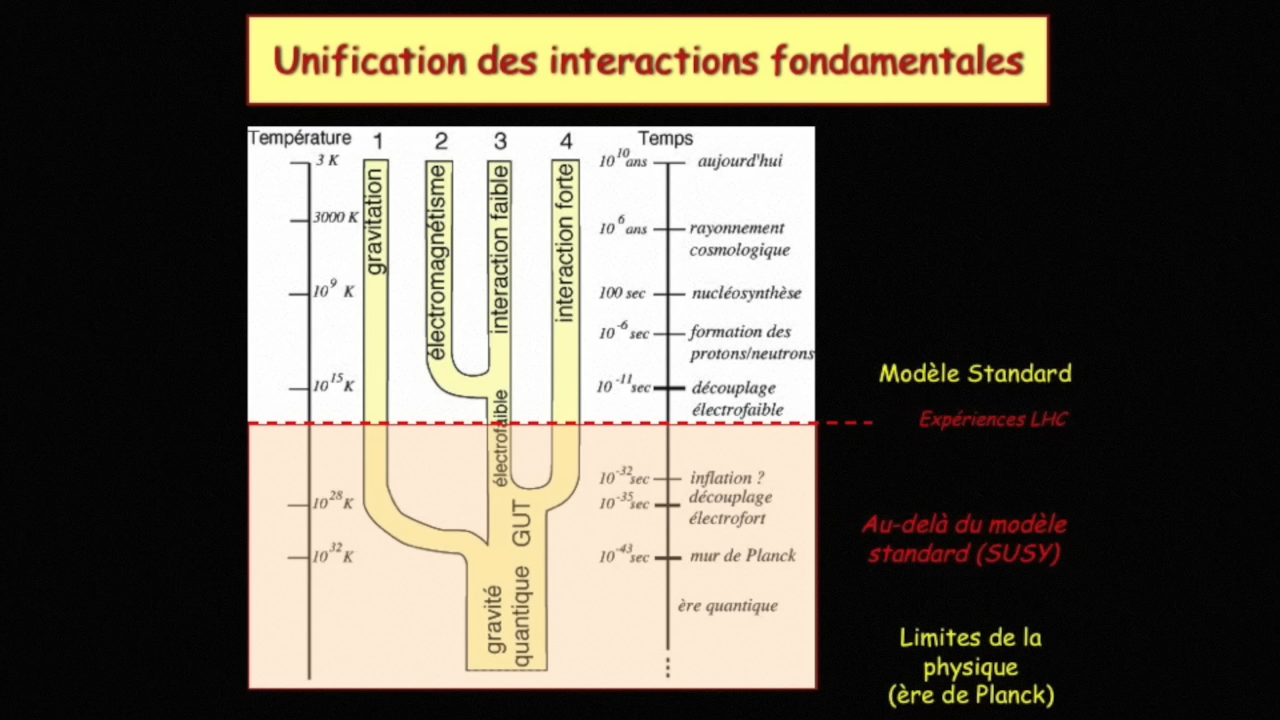 Unification des interactions fondamentales
Température 1 2 3 4 Temps
3 K
3000 K
10^9 K
10^15 K
10^28 K
10^32 K
gravitation
électromagnétisme
interaction faible
interaction forte
électrofaible
GUT
gravité
quantique
10^10 ans aujourd'hui
10^6 ans rayonnement
cosmologique
100 sec nucléosynthèse
10^-6 sec formation des
protons/neutrons
10^-11 sec découplage
électrofaible
10^-32 sec inflation ?
10^-35 sec découplage
électrofort
10^-43 sec mur de Planck
ère quantique
Modèle Standard
Expériences LHC
Au-delà du modèle
standard (SUSY)
Limites de la
physique
(ère de Planck)